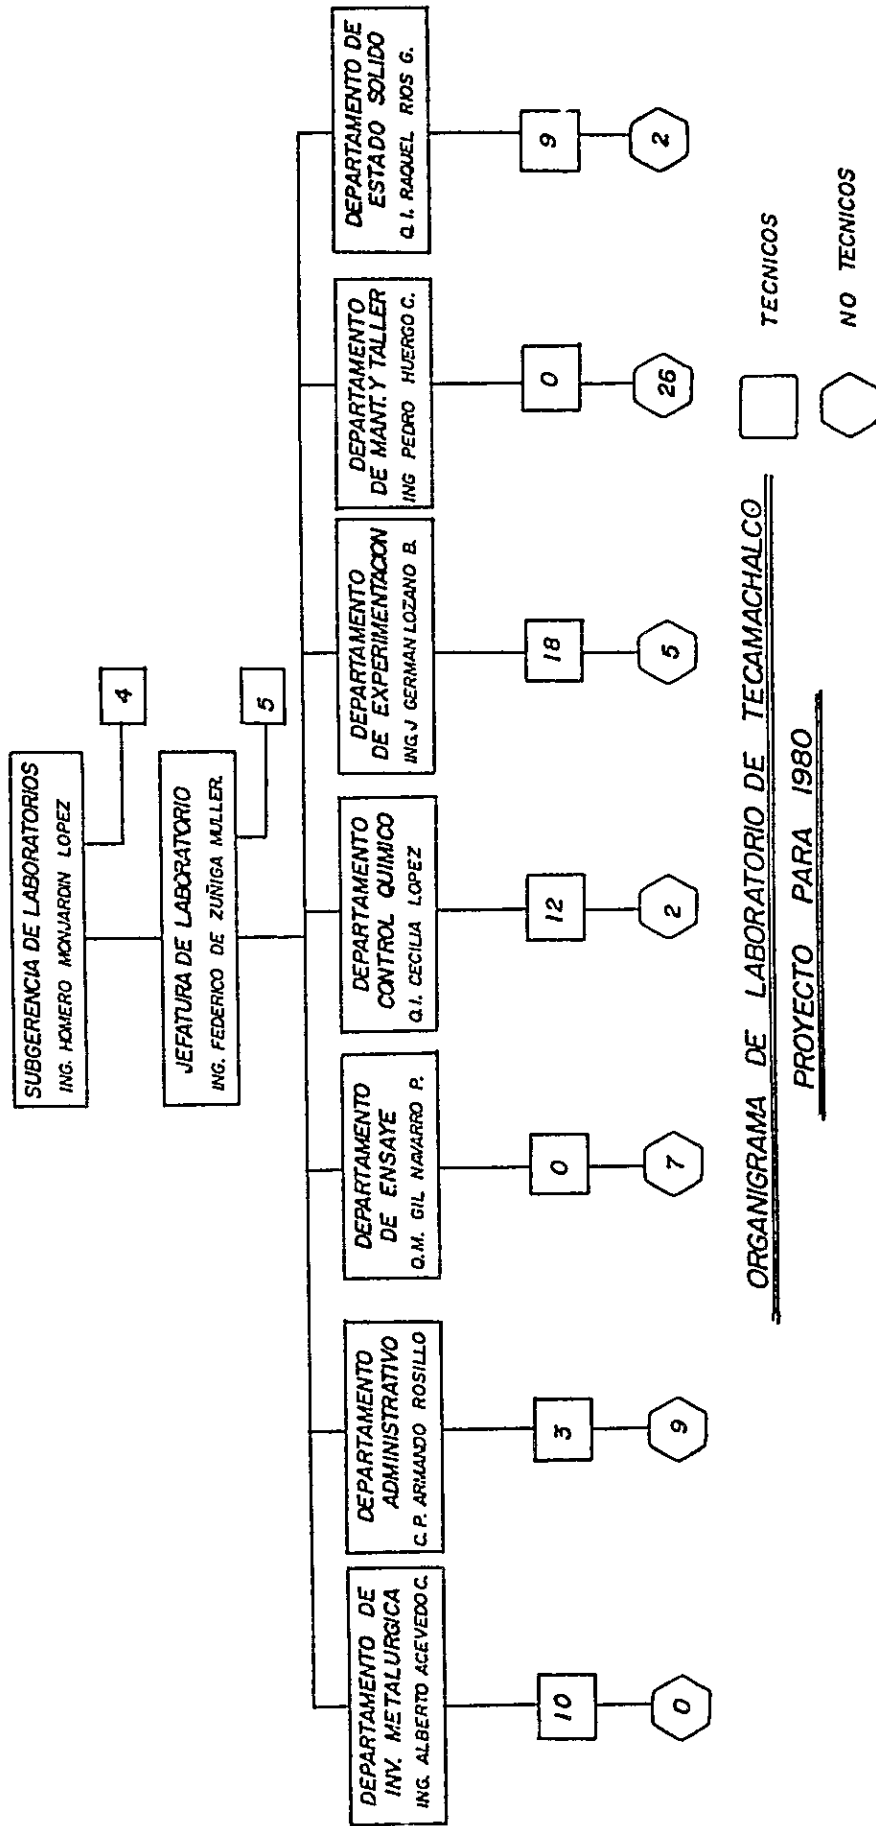 SUBGERENCIA DE LABORATORIOS
ING. HOMERO MONJARDIN LOPEZ
4
JEFATURA DE LABORATORIO
ING. FEDERICO DE ZUÑIGA MULLER.
5
DEPARTAMENTO DE
INV. METALURGICA
ING. ALBERTO ACEVEDO C.
10
0
DEPARTAMENTO
ADMINISTRATIVO
C.P. ARMANDO ROSILLO
3
9
DEPARTAMENTO
DE ENSAYE
Q.M. GIL NAVARRO P.
0
7
DEPARTAMENTO
CONTROL QUIMICO
Q.I. CECILIA LOPEZ
12
2
DEPARTAMENTO
DE EXPERIMENTACION
ING. J GERMAN LOZANO B.
18
5
DEPARTAMENTO
DE MANT. Y TALLER
ING PEDRO HUERGO C.
0
26
DEPARTAMENTO DE
ESTADO SOLIDO
Q.I. RAQUEL RIOS G.
9
2
ORGANIGRAMA DE LABORATORIO DE TECAMACHALCO
PROYECTO PARA 1980
TECNICOS
NO TECNICOS